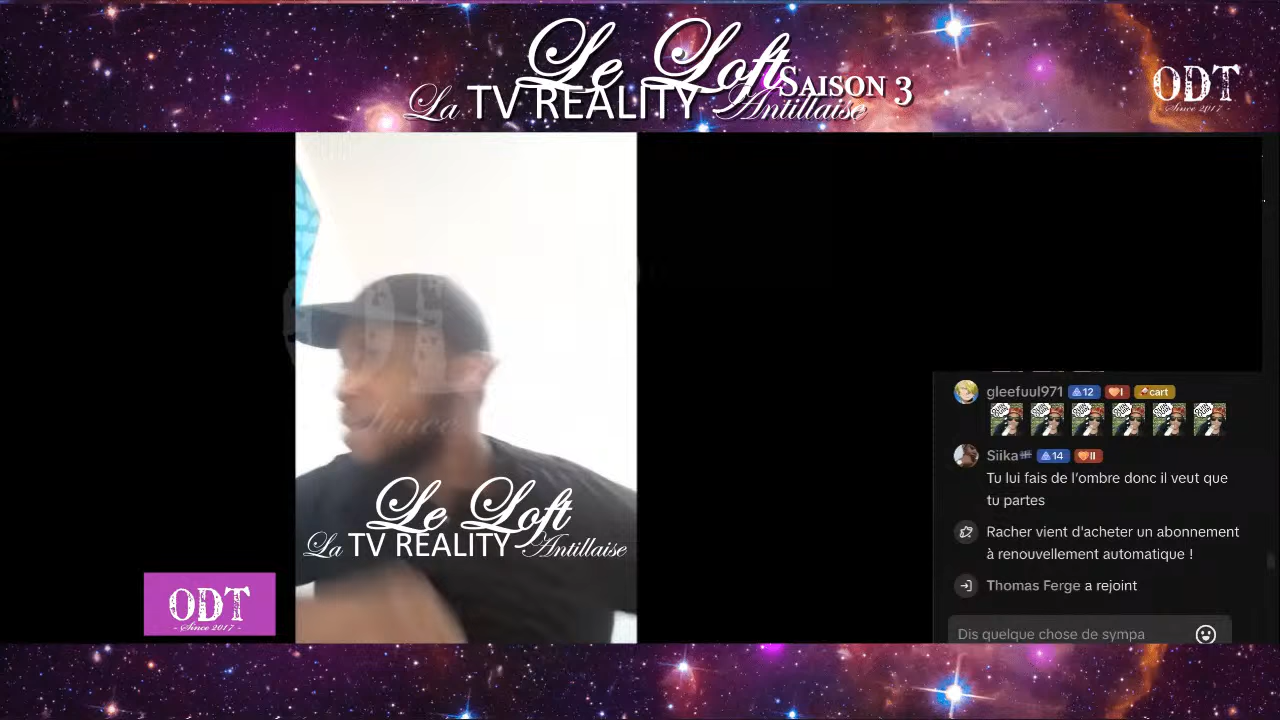 Le Loft
SAISON 3
La TV REALITY Antillaise
ODT
- Since 2017 -
gleefuul971 12 I cart
Siika 14 II
Tu lui fais de l'ombre donc il veut que
tu partes
Racher vient d'acheter un abonnement
à renouvellement automatique !
Thomas Ferge a rejoint
Dis quelque chose de sympa
Le Loft
La TV REALITY Antillaise
ODT
- Since 2017 -